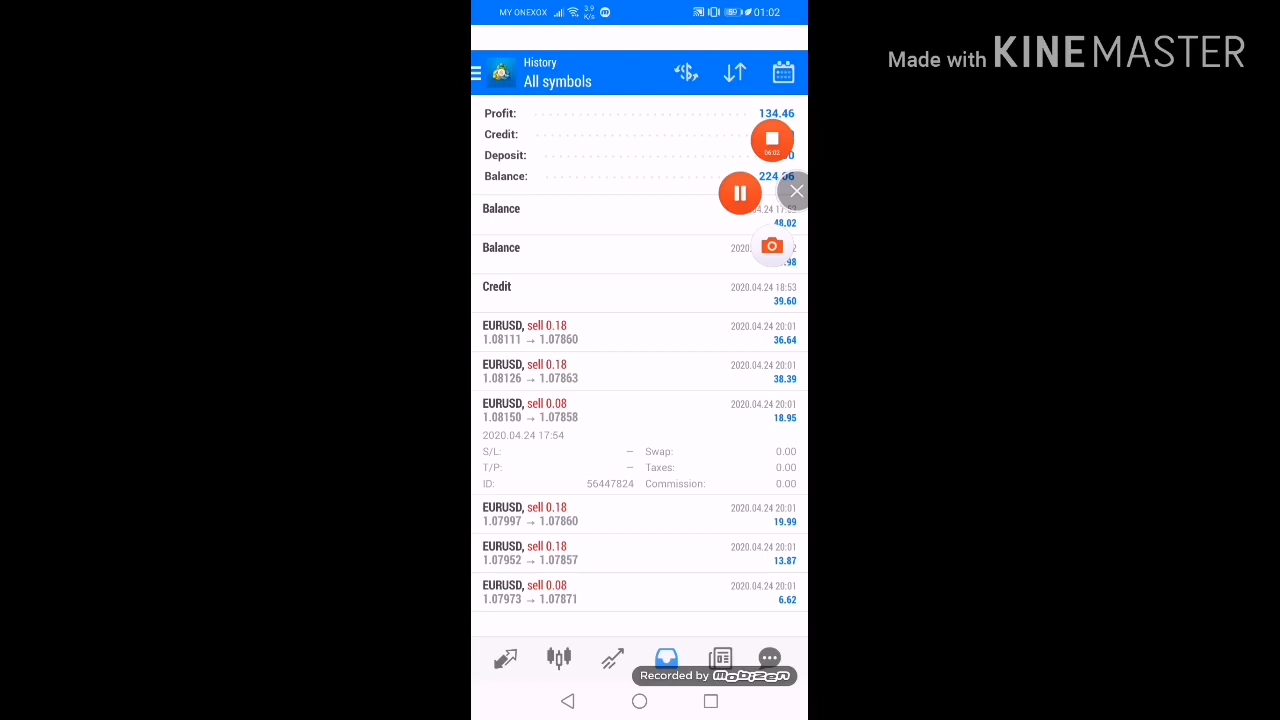 MY ONEXOX 3.9 K/s 69 01:02
Made with KINEMASTER
History
All symbols
Profit: 134.46
Credit:
Deposit:
06:02
Balance: 224.06
Balance
48.02
Balance
Credit 2020.04.24 18:53
39.60
EURUSD, sell 0.18 2020.04.24 20:01
1.08111 → 1.07860 36.64
EURUSD, sell 0.18 2020.04.24 20:01
1.08126 → 1.07863 38.39
EURUSD, sell 0.08 2020.04.24 20:01
1.08150 → 1.07858 18.95
2020.04.24 17:54
S/L: – Swap: 0.00
T/P: – Taxes: 0.00
ID: 56447824 Commission: 0.00
EURUSD, sell 0.18 2020.04.24 20:01
1.07997 → 1.07860 19.99
EURUSD, sell 0.18 2020.04.24 20:01
1.07952 → 1.07857 13.87
EURUSD, sell 0.08 2020.04.24 20:01
1.07973 → 1.07871 6.62
Recorded by mobizen